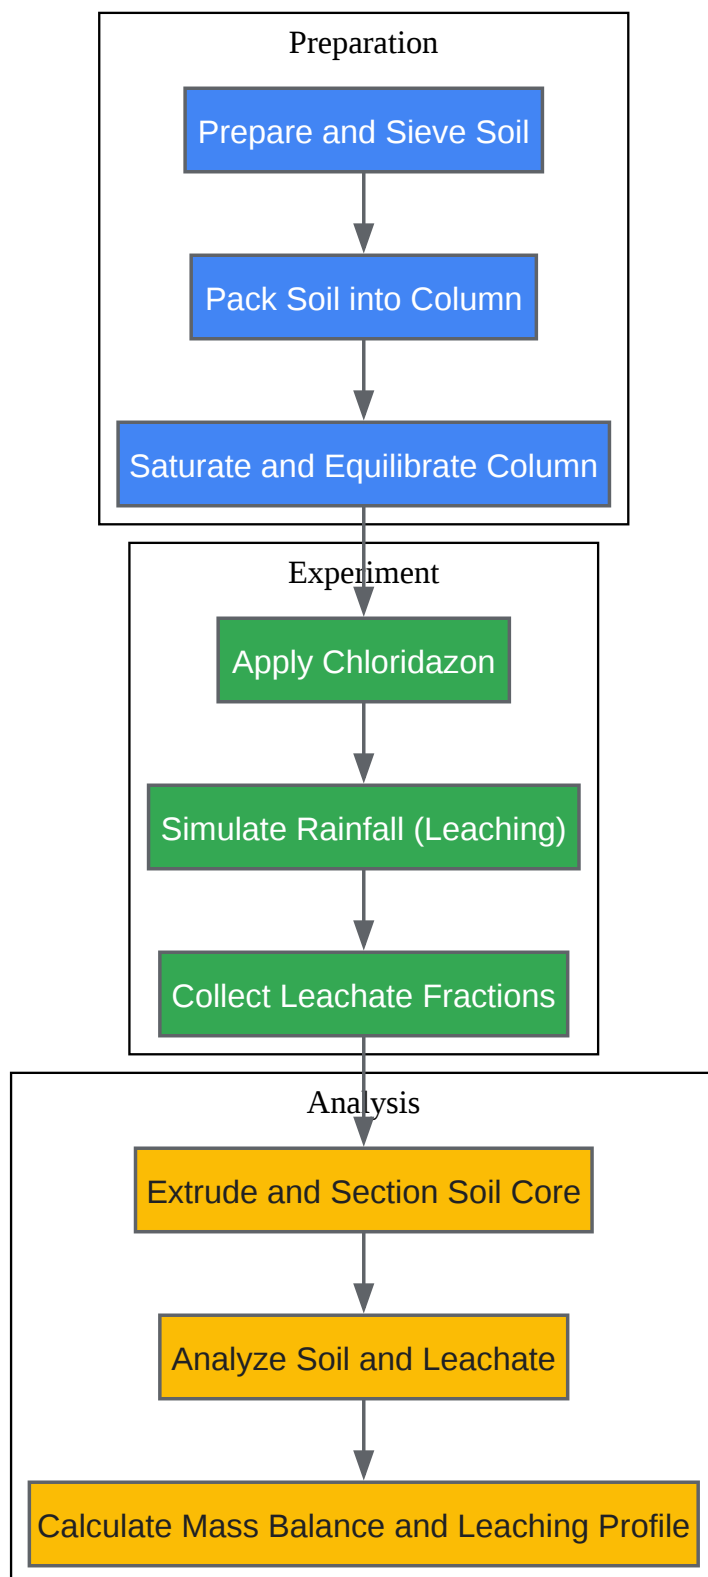 Preparation
Prepare and Sieve Soil
Pack Soil into Column
Saturate and Equilibrate Column
Experiment
Apply Chloridazon
Simulate Rainfall (Leaching)
Collect Leachate Fractions
Analysis
Extrude and Section Soil Core
Analyze Soil and Leachate
Calculate Mass Balance and Leaching Profile